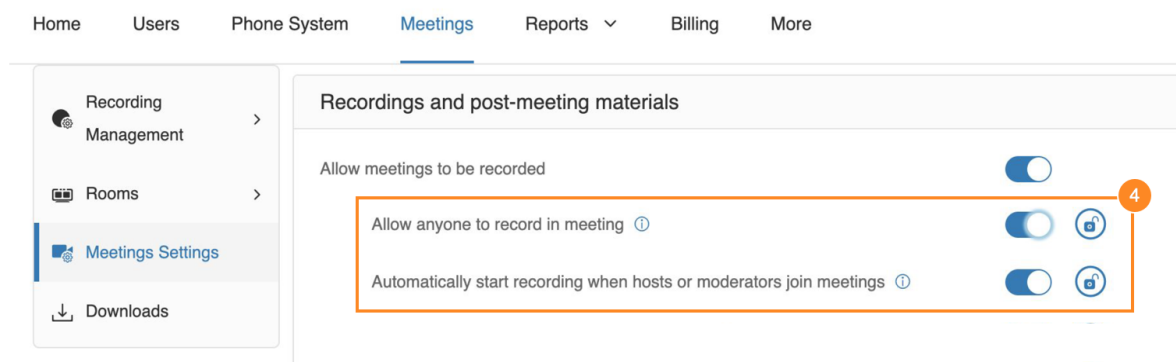 Home Users Phone System Meetings Reports Billing More
Recording
Management
Rooms
Meetings Settings
Downloads
Recordings and post-meeting materials
Allow meetings to be recorded
4
Allow anyone to record in meeting
Automatically start recording when hosts or moderators join meetings